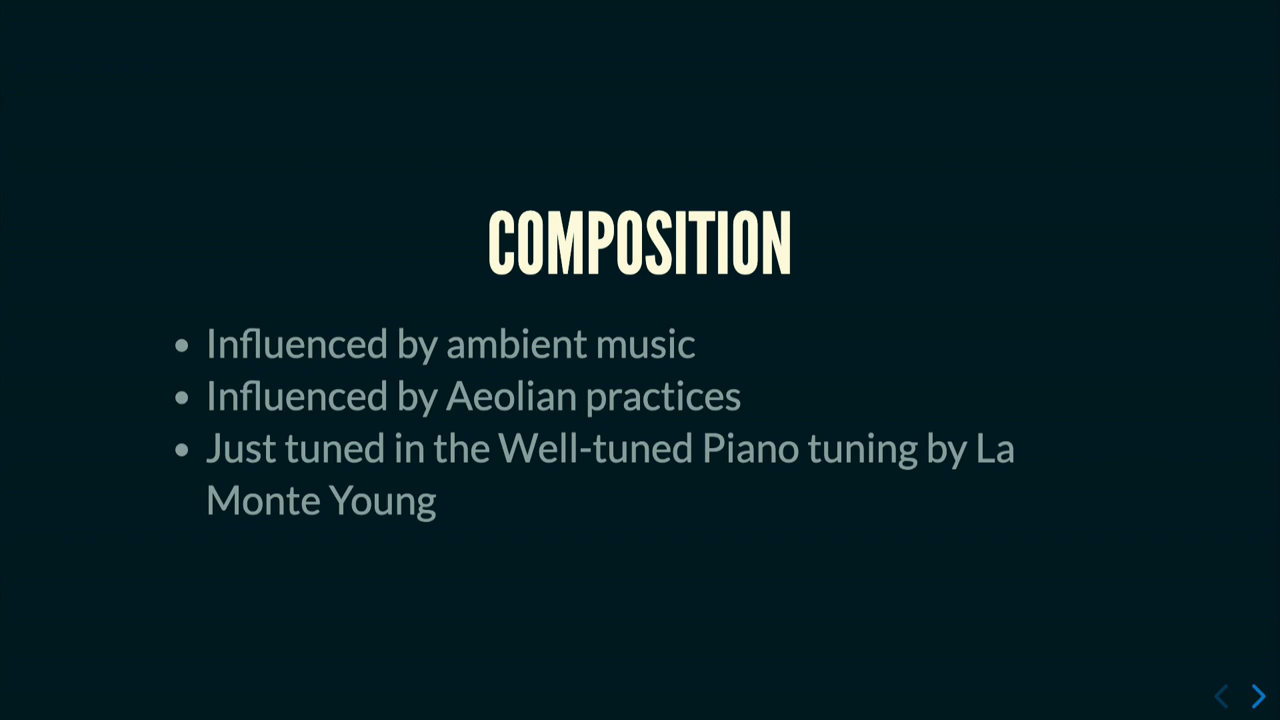 COMPOSITION
• Influenced by ambient music
• Influenced by Aeolian practices
• Just tuned in the Well-tuned Piano tuning by La
Monte Young